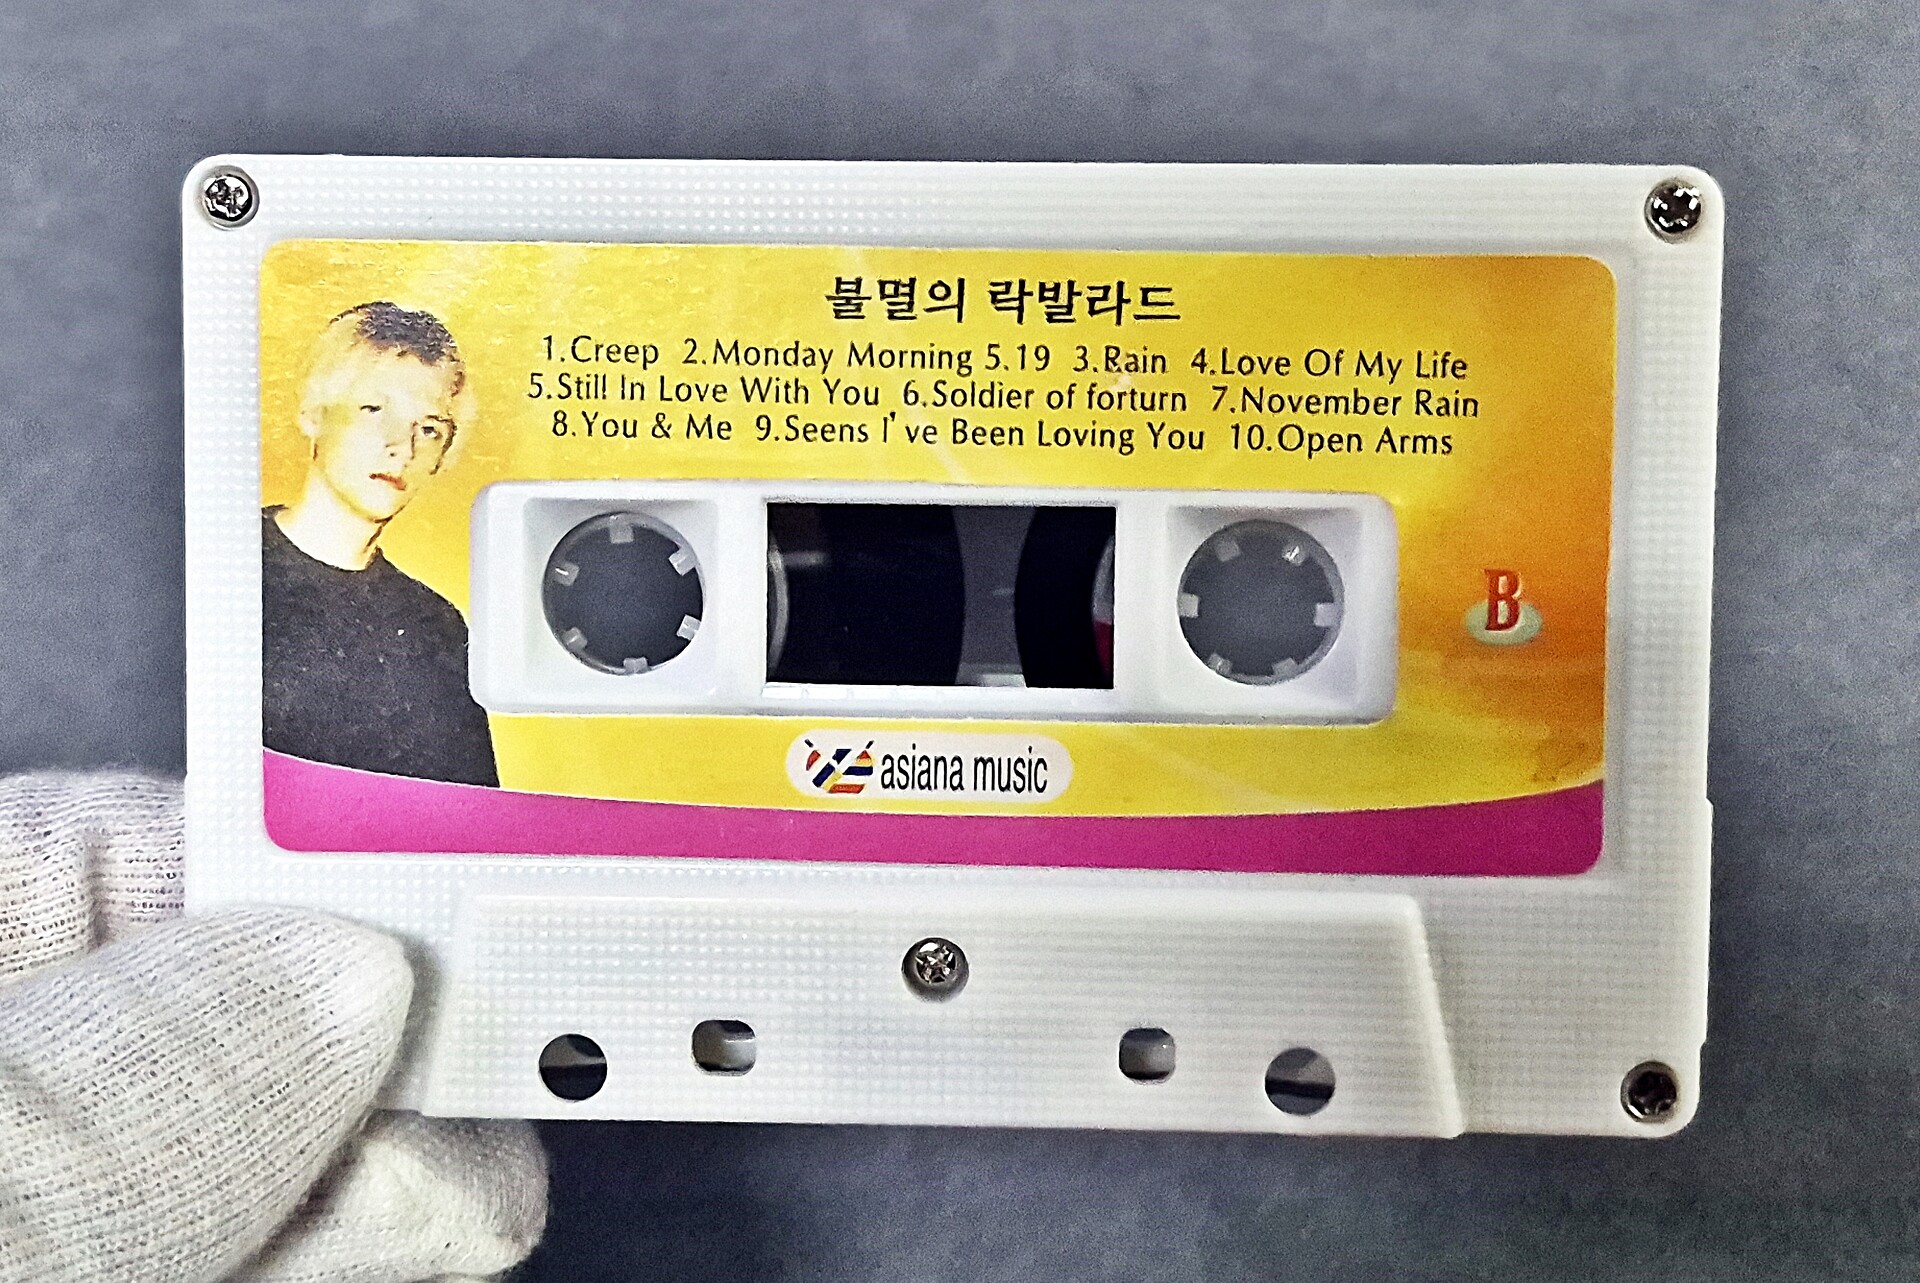 불멸의 락발라드
1.Creep 2.Monday Morning 5.19 3.Rain 4.Love Of My Life
5.Still In Love With You 6.Soldier of forturn 7.November Rain
8.You & Me 9.Seens I've Been Loving You 10.Open Arms
B
asiana music